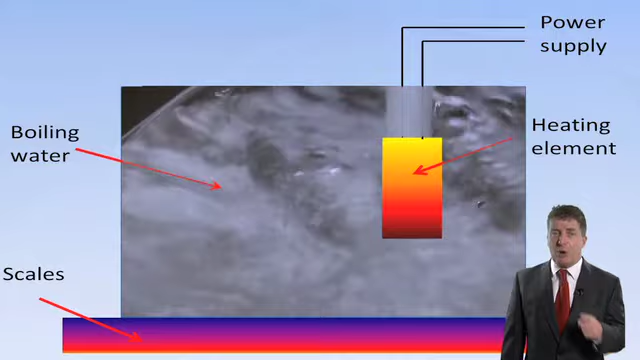 Power
supply
Heating
element
Boiling
water
Scales